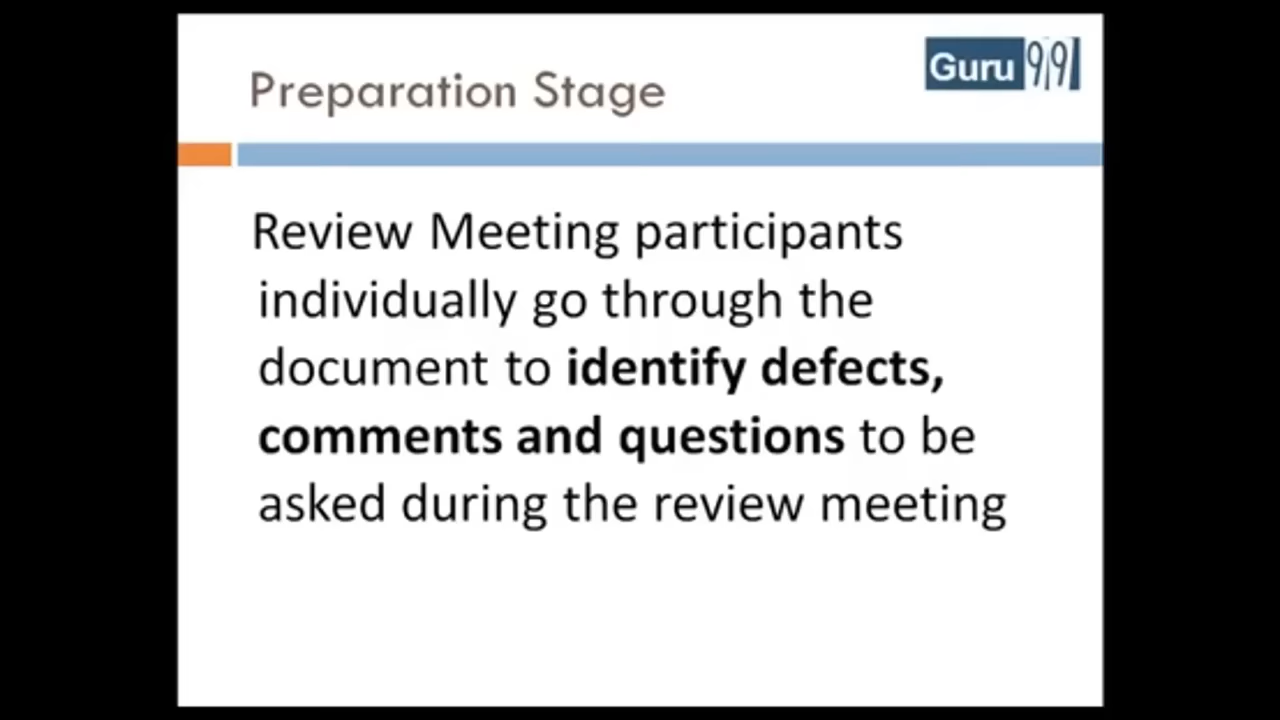 Preparation Stage
Guru99
Review Meeting participants
individually go through the
document to identify defects,
comments and questions to be
asked during the review meeting